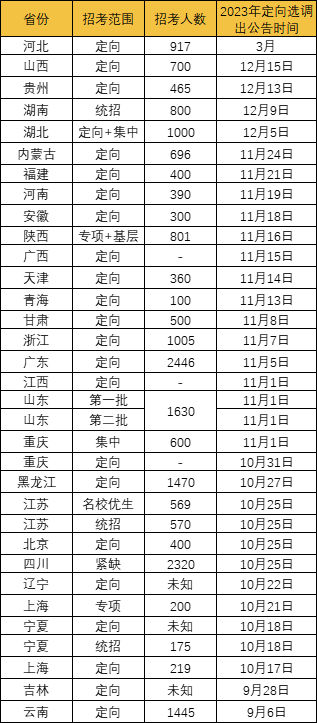 省份 招考范围 招考人数 2023年定向选调出公告时间
河北 定向 917 3月
山西 定向 700 12月15日
贵州 定向 465 12月13日
湖南 统招 800 12月9日
湖北 定向+集中 1000 12月5日
内蒙古 定向 696 11月24日
福建 定向 400 11月21日
河南 定向 390 11月19日
安徽 定向 300 11月18日
陕西 专项+基层 801 11月16日
广西 定向 - 11月15日
天津 定向 360 11月14日
青海 定向 100 11月13日
甘肃 定向 500 11月8日
浙江 定向 1005 11月7日
广东 定向 2446 11月5日
江西 定向 - 11月1日
山东 第一批 1630 11月1日
山东 第二批 11月1日
重庆 集中 600 11月1日
重庆 定向 - 10月31日
黑龙江 定向 1470 10月27日
江苏 名校优生 569 10月25日
江苏 统招 570 10月25日
北京 定向 400 10月25日
四川 紧缺 2320 10月25日
辽宁 定向 未知 10月22日
上海 专项 200 10月21日
宁夏 定向 未知 10月18日
宁夏 统招 175 10月18日
上海 定向 219 10月17日
吉林 定向 未知 9月28日
云南 定向 1445 9月6日